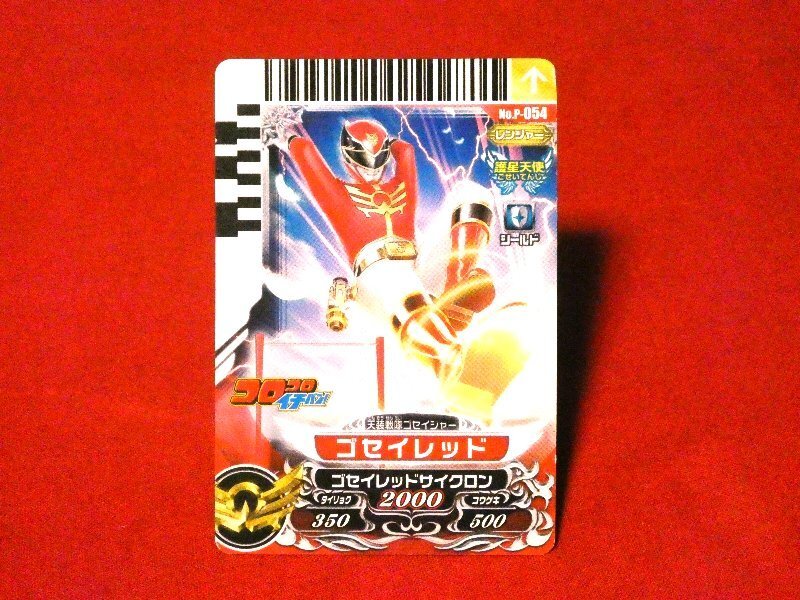 No.P-054
レンジャー
護星天使
ごせいてんし
シールド
コロコロ
イチバン!
天装戦隊ゴセイジャー
ゴセイレッド
ゴセイレッドサイクロン
タイリョク 2000 コウゲキ
350 500